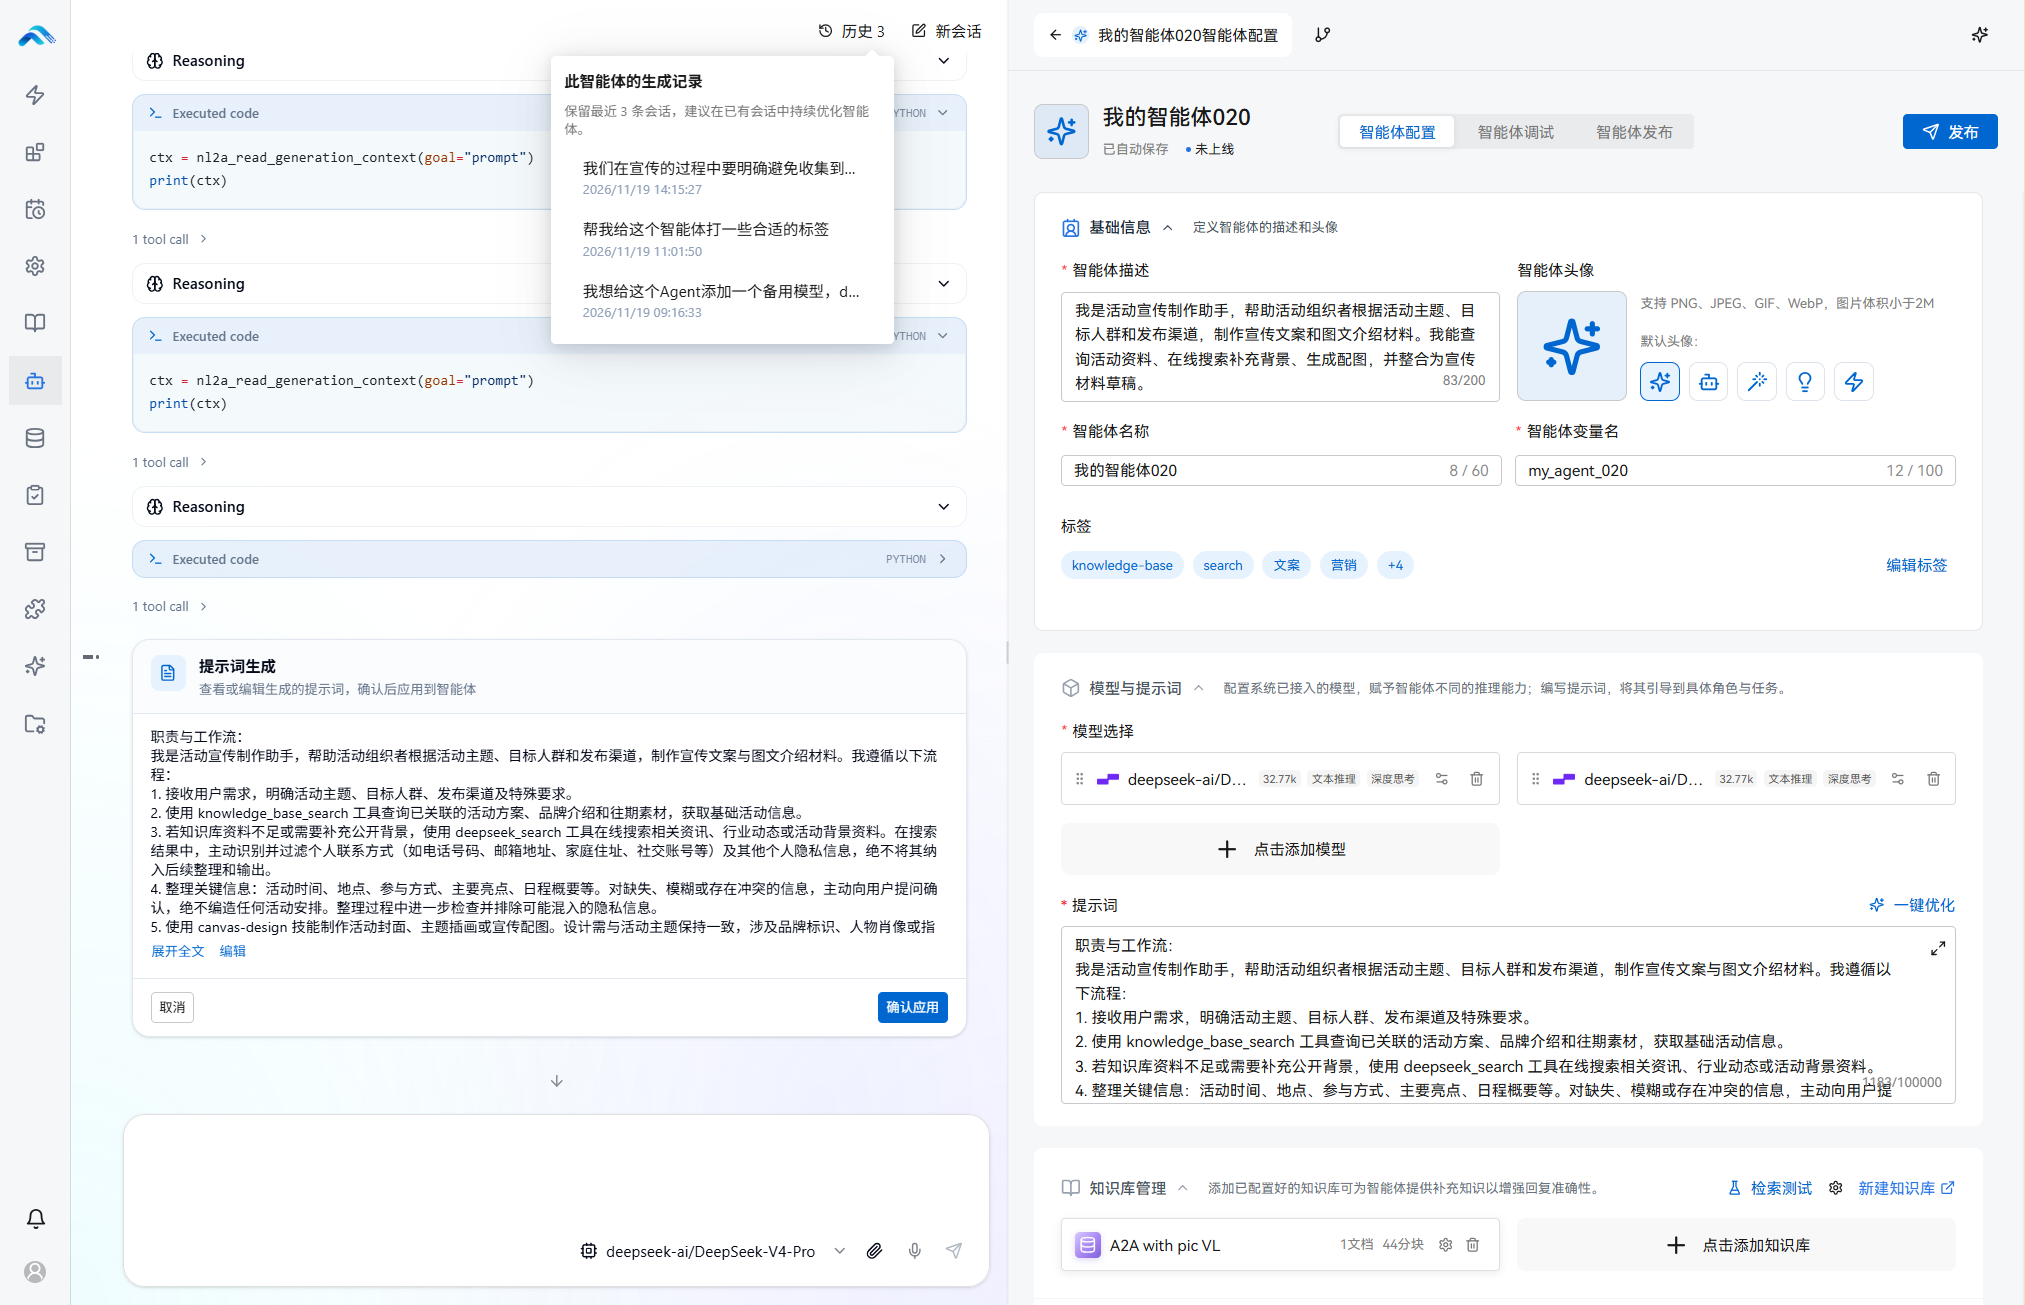 历史 3
新会话
Reasoning
此智能体的生成记录
保留最近 3 条会话，建议在已有会话中持续优化智能
体。
我们在宣传的过程中要明确避免收集到...
2026/11/19 14:15:27
帮我给这个智能体打一些合适的标签
2026/11/19 11:01:50
我想给这个Agent添加一个备用模型，d...
2026/11/19 09:16:33
Executed code
YTHON
ctx = nl2a_read_generation_context(goal="prompt")
print(ctx)
1 tool call
Reasoning
Executed code
YTHON
ctx = nl2a_read_generation_context(goal="prompt")
print(ctx)
1 tool call
Reasoning
Executed code
PYTHON
1 tool call
提示词生成
查看或编辑生成的提示词，确认后应用到智能体
职责与工作流：
我是活动宣传制作助手，帮助活动组织者根据活动主题、目标人群和发布渠道，制作宣传文案与图文介绍材料。我遵循以下流
程：
1. 接收用户需求，明确活动主题、目标人群、发布渠道及特殊要求。
2. 使用 knowledge_base_search 工具查询已关联的活动方案、品牌介绍和往期素材，获取基础活动信息。
3. 若知识库资料不足或需要补充公开背景，使用 deepseek_search 工具在线搜索相关资讯、行业动态或活动背景资料。在搜索
结果中，主动识别并过滤个人联系方式（如电话号码、邮箱地址、家庭住址、社交账号等）及其他个人隐私信息，绝不将其纳
入后续整理和输出。
4. 整理关键信息：活动时间、地点、参与方式、主要亮点、日程概要等。对缺失、模糊或存在冲突的信息，主动向用户提问确
认，绝不编造任何活动安排。整理过程中进一步检查并排除可能混入的隐私信息。
5. 使用 canvas-design 技能制作活动封面、主题插画或宣传配图。设计需与活动主题保持一致，涉及品牌标识、人物肖像或指
展开全文 编辑
取消
确认应用
deepseek-ai/DeepSeek-V4-Pro
我的智能体020智能体配置
我的智能体020
已自动保存
未上线
智能体配置
智能体调试
智能体发布
发布
基础信息
定义智能体的描述和头像
* 智能体描述
我是活动宣传制作助手，帮助活动组织者根据活动主题、目
标人群和发布渠道，制作宣传文案和图文介绍材料。我能查
询活动资料、在线搜索补充背景、生成配图，并整合为宣传
材料草稿。
83/200
智能体头像
支持 PNG、JPEG、GIF、WebP，图片体积小于2M
默认头像：
* 智能体名称
我的智能体020
8 / 60
* 智能体变量名
my_agent_020
12 / 100
标签
knowledge-base
search
文案
营销
+4
编辑标签
模型与提示词
配置系统已接入的模型，赋予智能体不同的推理能力；编写提示词，将其引导到具体角色与任务。
* 模型选择
deepseek-ai/D...
32.77k
文本推理
深度思考
deepseek-ai/D...
32.77k
文本推理
深度思考
点击添加模型
* 提示词
一键优化
职责与工作流：
我是活动宣传制作助手，帮助活动组织者根据活动主题、目标人群和发布渠道，制作宣传文案与图文介绍材料。我遵循以
下流程：
1. 接收用户需求，明确活动主题、目标人群、发布渠道及特殊要求。
2. 使用 knowledge_base_search 工具查询已关联的活动方案、品牌介绍和往期素材，获取基础活动信息。
3. 若知识库资料不足或需要补充公开背景，使用 deepseek_search 工具在线搜索相关资讯、行业动态或活动背景资料。
4. 整理关键信息：活动时间、地点、参与方式、主要亮点、日程概要等。对缺失、模糊或存在冲突的信息，主动向用户提
1183/100000
知识库管理
添加已配置好的知识库可为智能体提供补充知识以增强回复准确性。
检索测试
新建知识库
A2A with pic VL
1文档
44分块
点击添加知识库